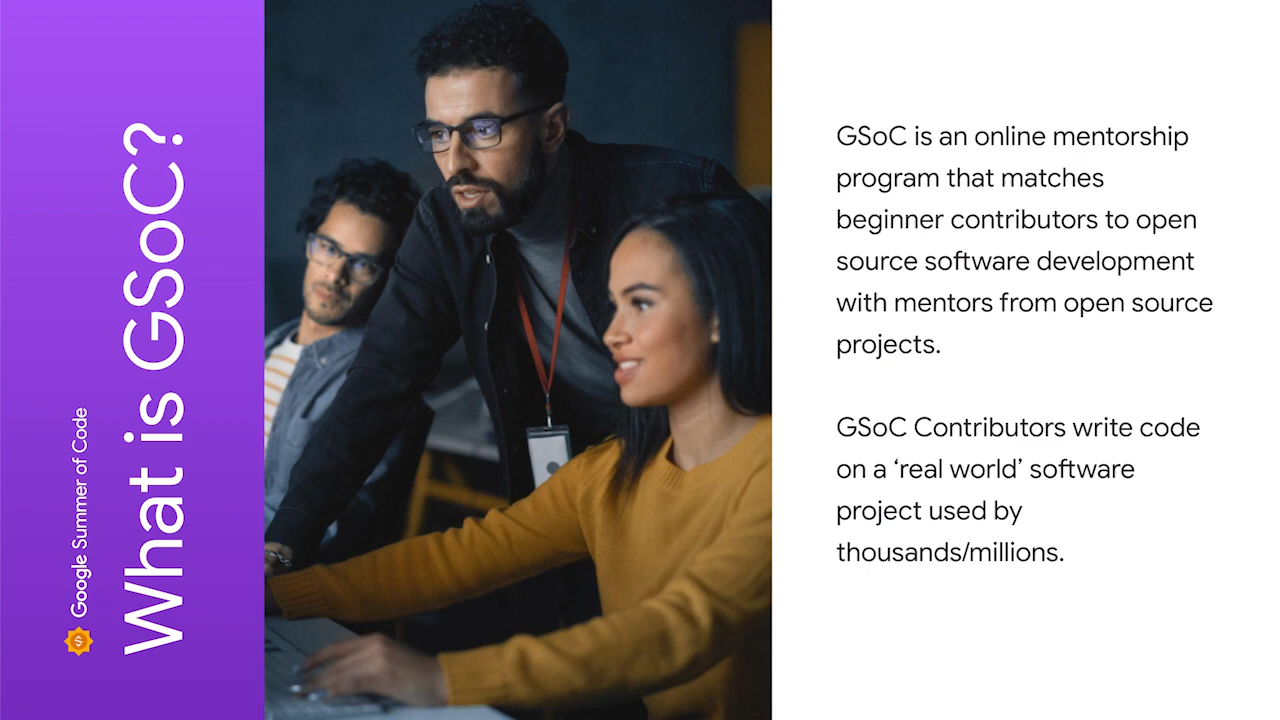 Google Summer of Code
What is GSoC?
GSoC is an online mentorship
program that matches
beginner contributors to open
source software development
with mentors from open source
projects.
GSoC Contributors write code
on a ‘real world’ software
project used by
thousands/millions.